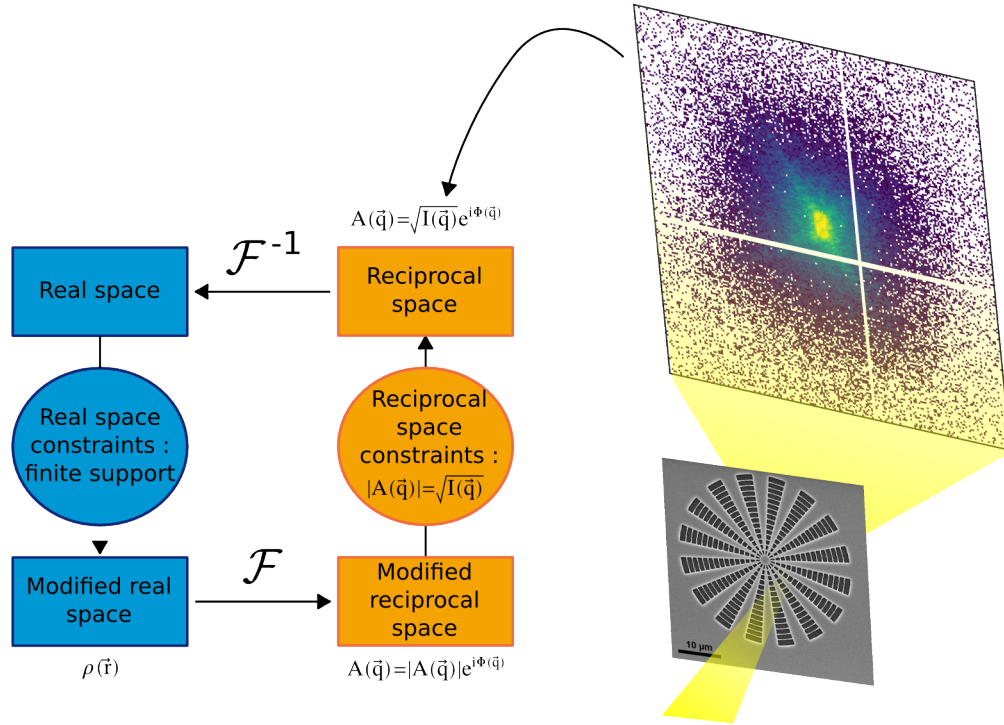 A(q⃗)=√I(q⃗)e^iΦ(q⃗)
ℱ-1
Real space
Reciprocal
space
Real space
constraints :
finite support
Reciprocal
space
constraints :
|A(q⃗)|=√I(q⃗)
ℱ
Modified real
space
Modified
reciprocal
space
ρ(r⃗)
A(q⃗)=|A(q⃗)|e^iΦ(q⃗)
10 µm